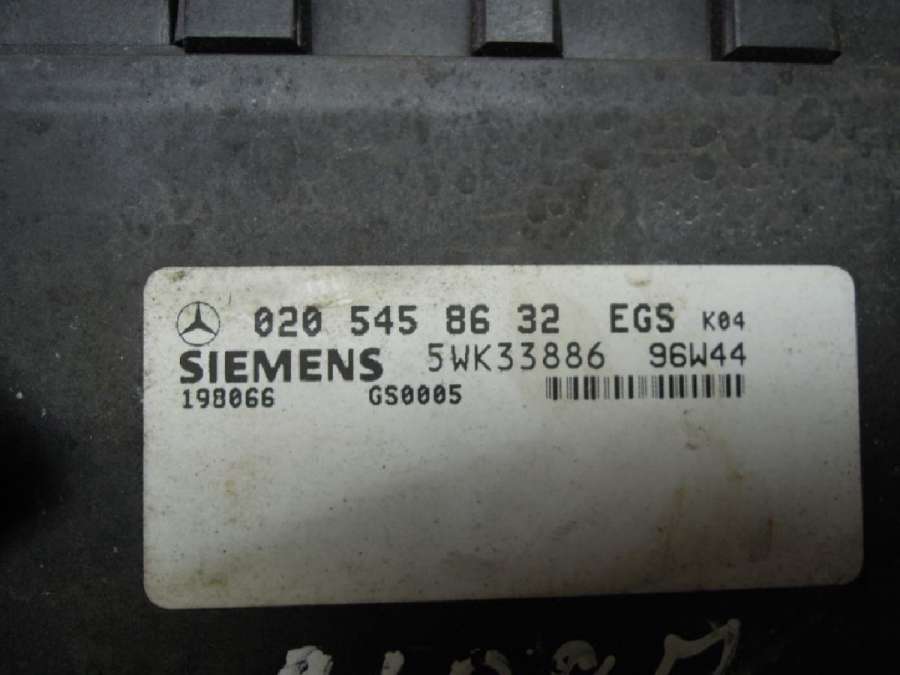 020 545 86 32 EGS K04
SIEMENS 5WK33886 96W44
198066 GS0005